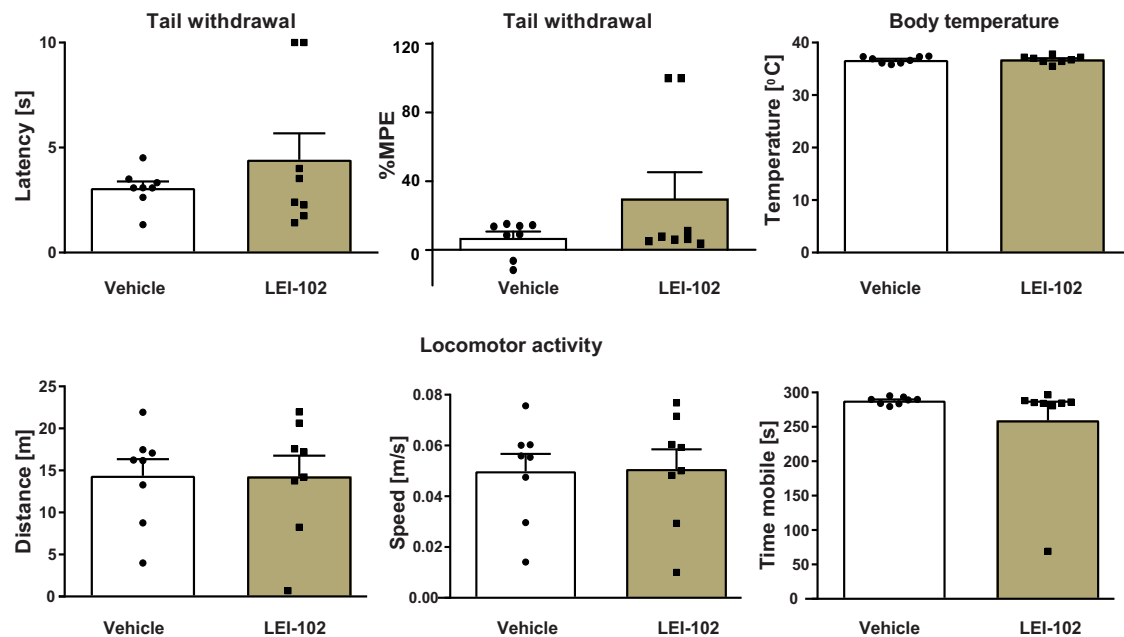 Tail withdrawal
Latency [s]
10
5
0
Vehicle
LEI-102
Tail withdrawal
%MPE
120
80
40
0
Vehicle
LEI-102
Body temperature
Temperature [⁰C]
40
30
20
10
0
Vehicle
LEI-102
Locomotor activity
Distance [m]
25
20
15
10
5
0
Vehicle
LEI-102
Speed [m/s]
0.08
0.06
0.04
0.02
0.00
Vehicle
LEI-102
Time mobile [s]
300
250
200
150
100
50
0
Vehicle
LEI-102